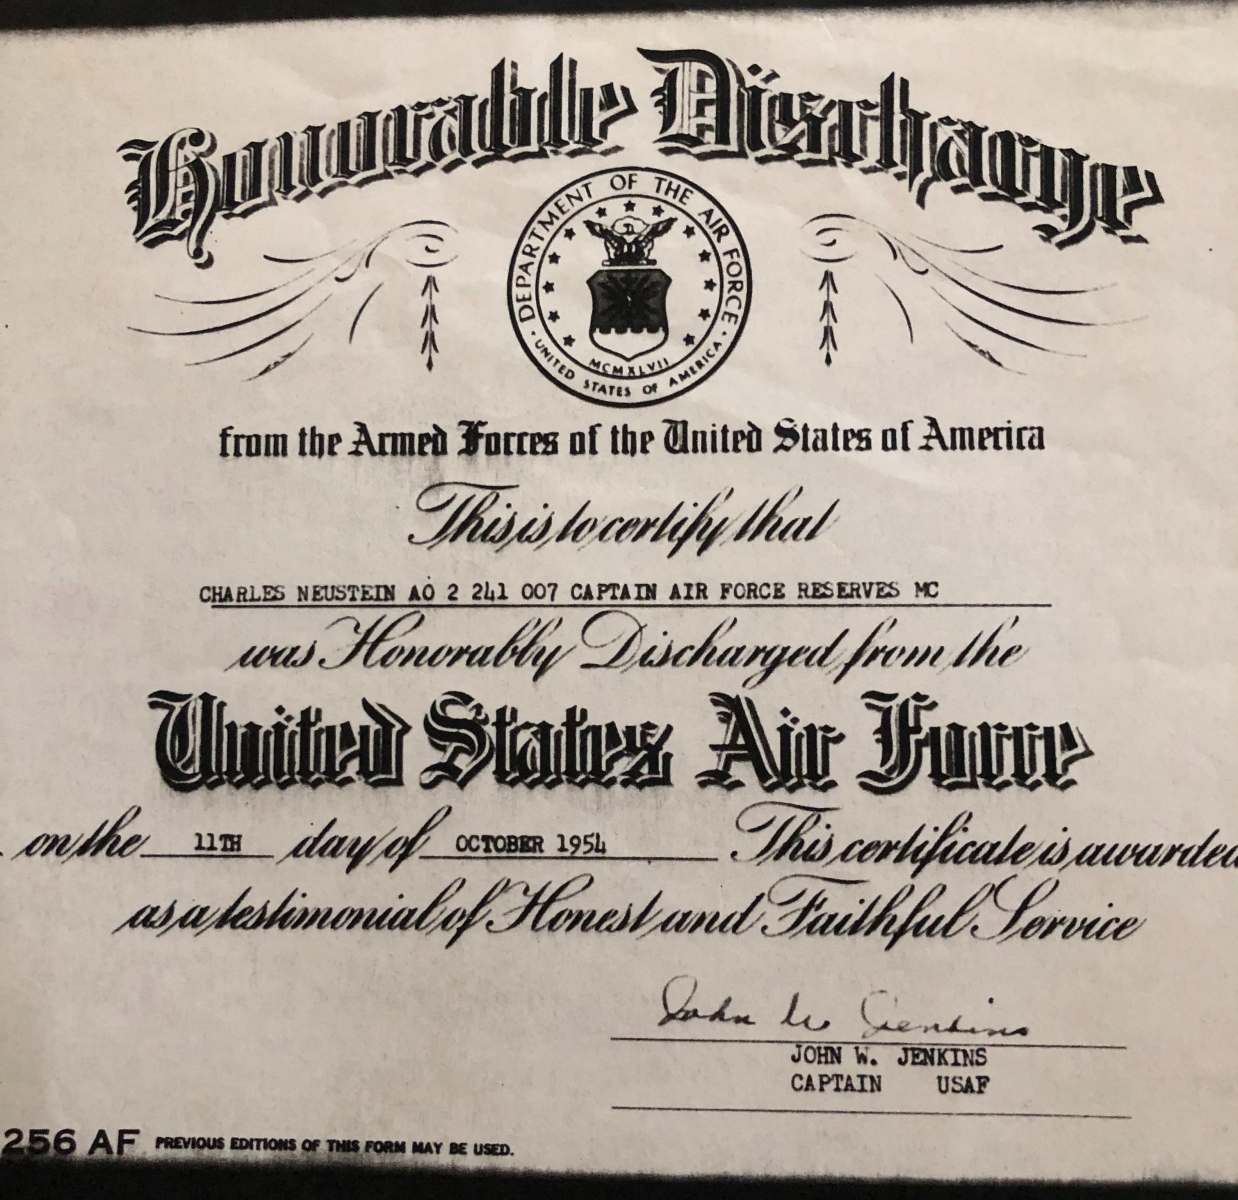 Honorable Discharge
DEPARTMENT OF THE AIR FORCE
MCMXLVII
· UNITED STATES OF AMERICA ·
from the Armed Forces of the United States of America
This is to certify that
CHARLES NEUSTEIN AO 2 241 007 CAPTAIN AIR FORCE RESERVES MC
was Honorably Discharged from the
United States Air Force
on the 11TH day of OCTOBER 1954 This certificate is awarded
as a testimonial of Honest and Faithful Service
John W Jenkins
JOHN W. JENKINS
CAPTAIN USAF
256 AF PREVIOUS EDITIONS OF THIS FORM MAY BE USED.